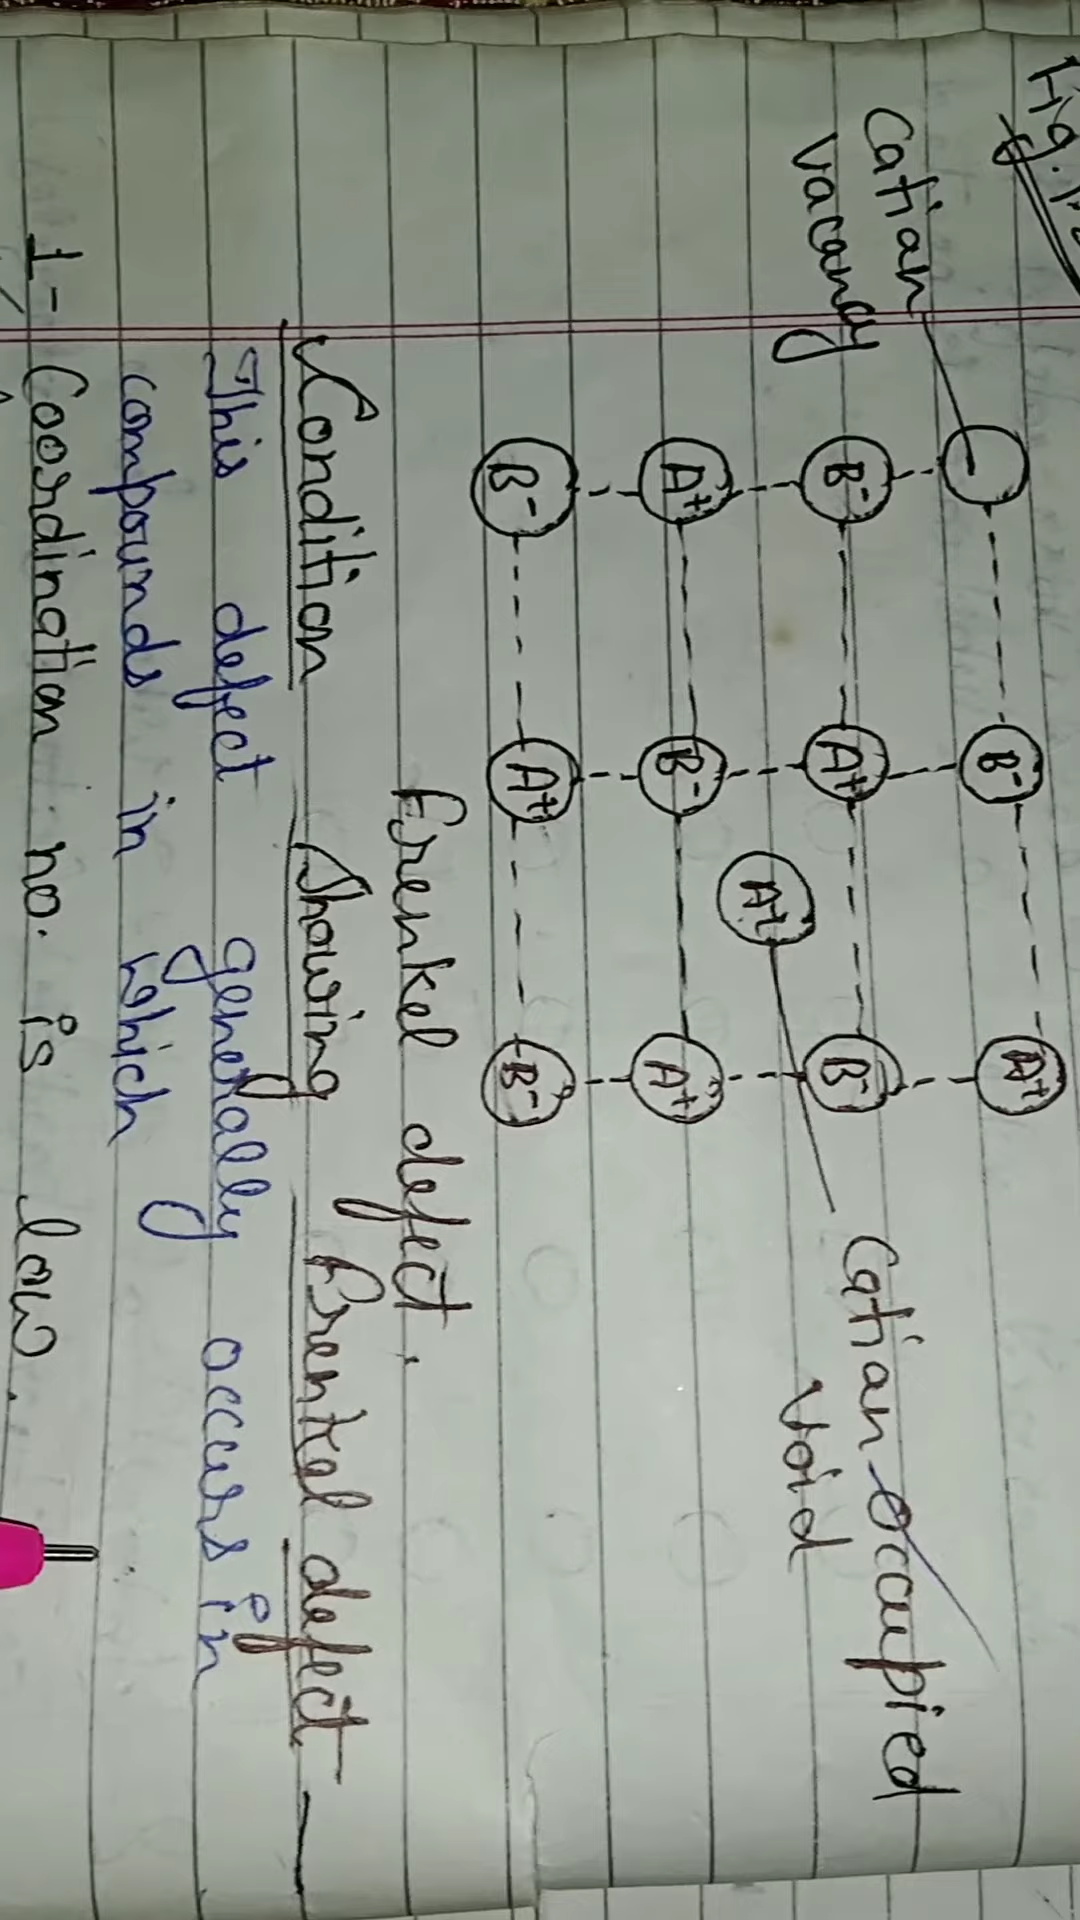 Fig.
Cation
vacancy
B- A+
B- A+ B-
A+
Cation occupied
void
A+ B- A+
B- A+ B-
Frenkel defect.
Condition Showing Frenkel defect
This defect generally occurs in
compounds in which
1- Coordination no. is low.